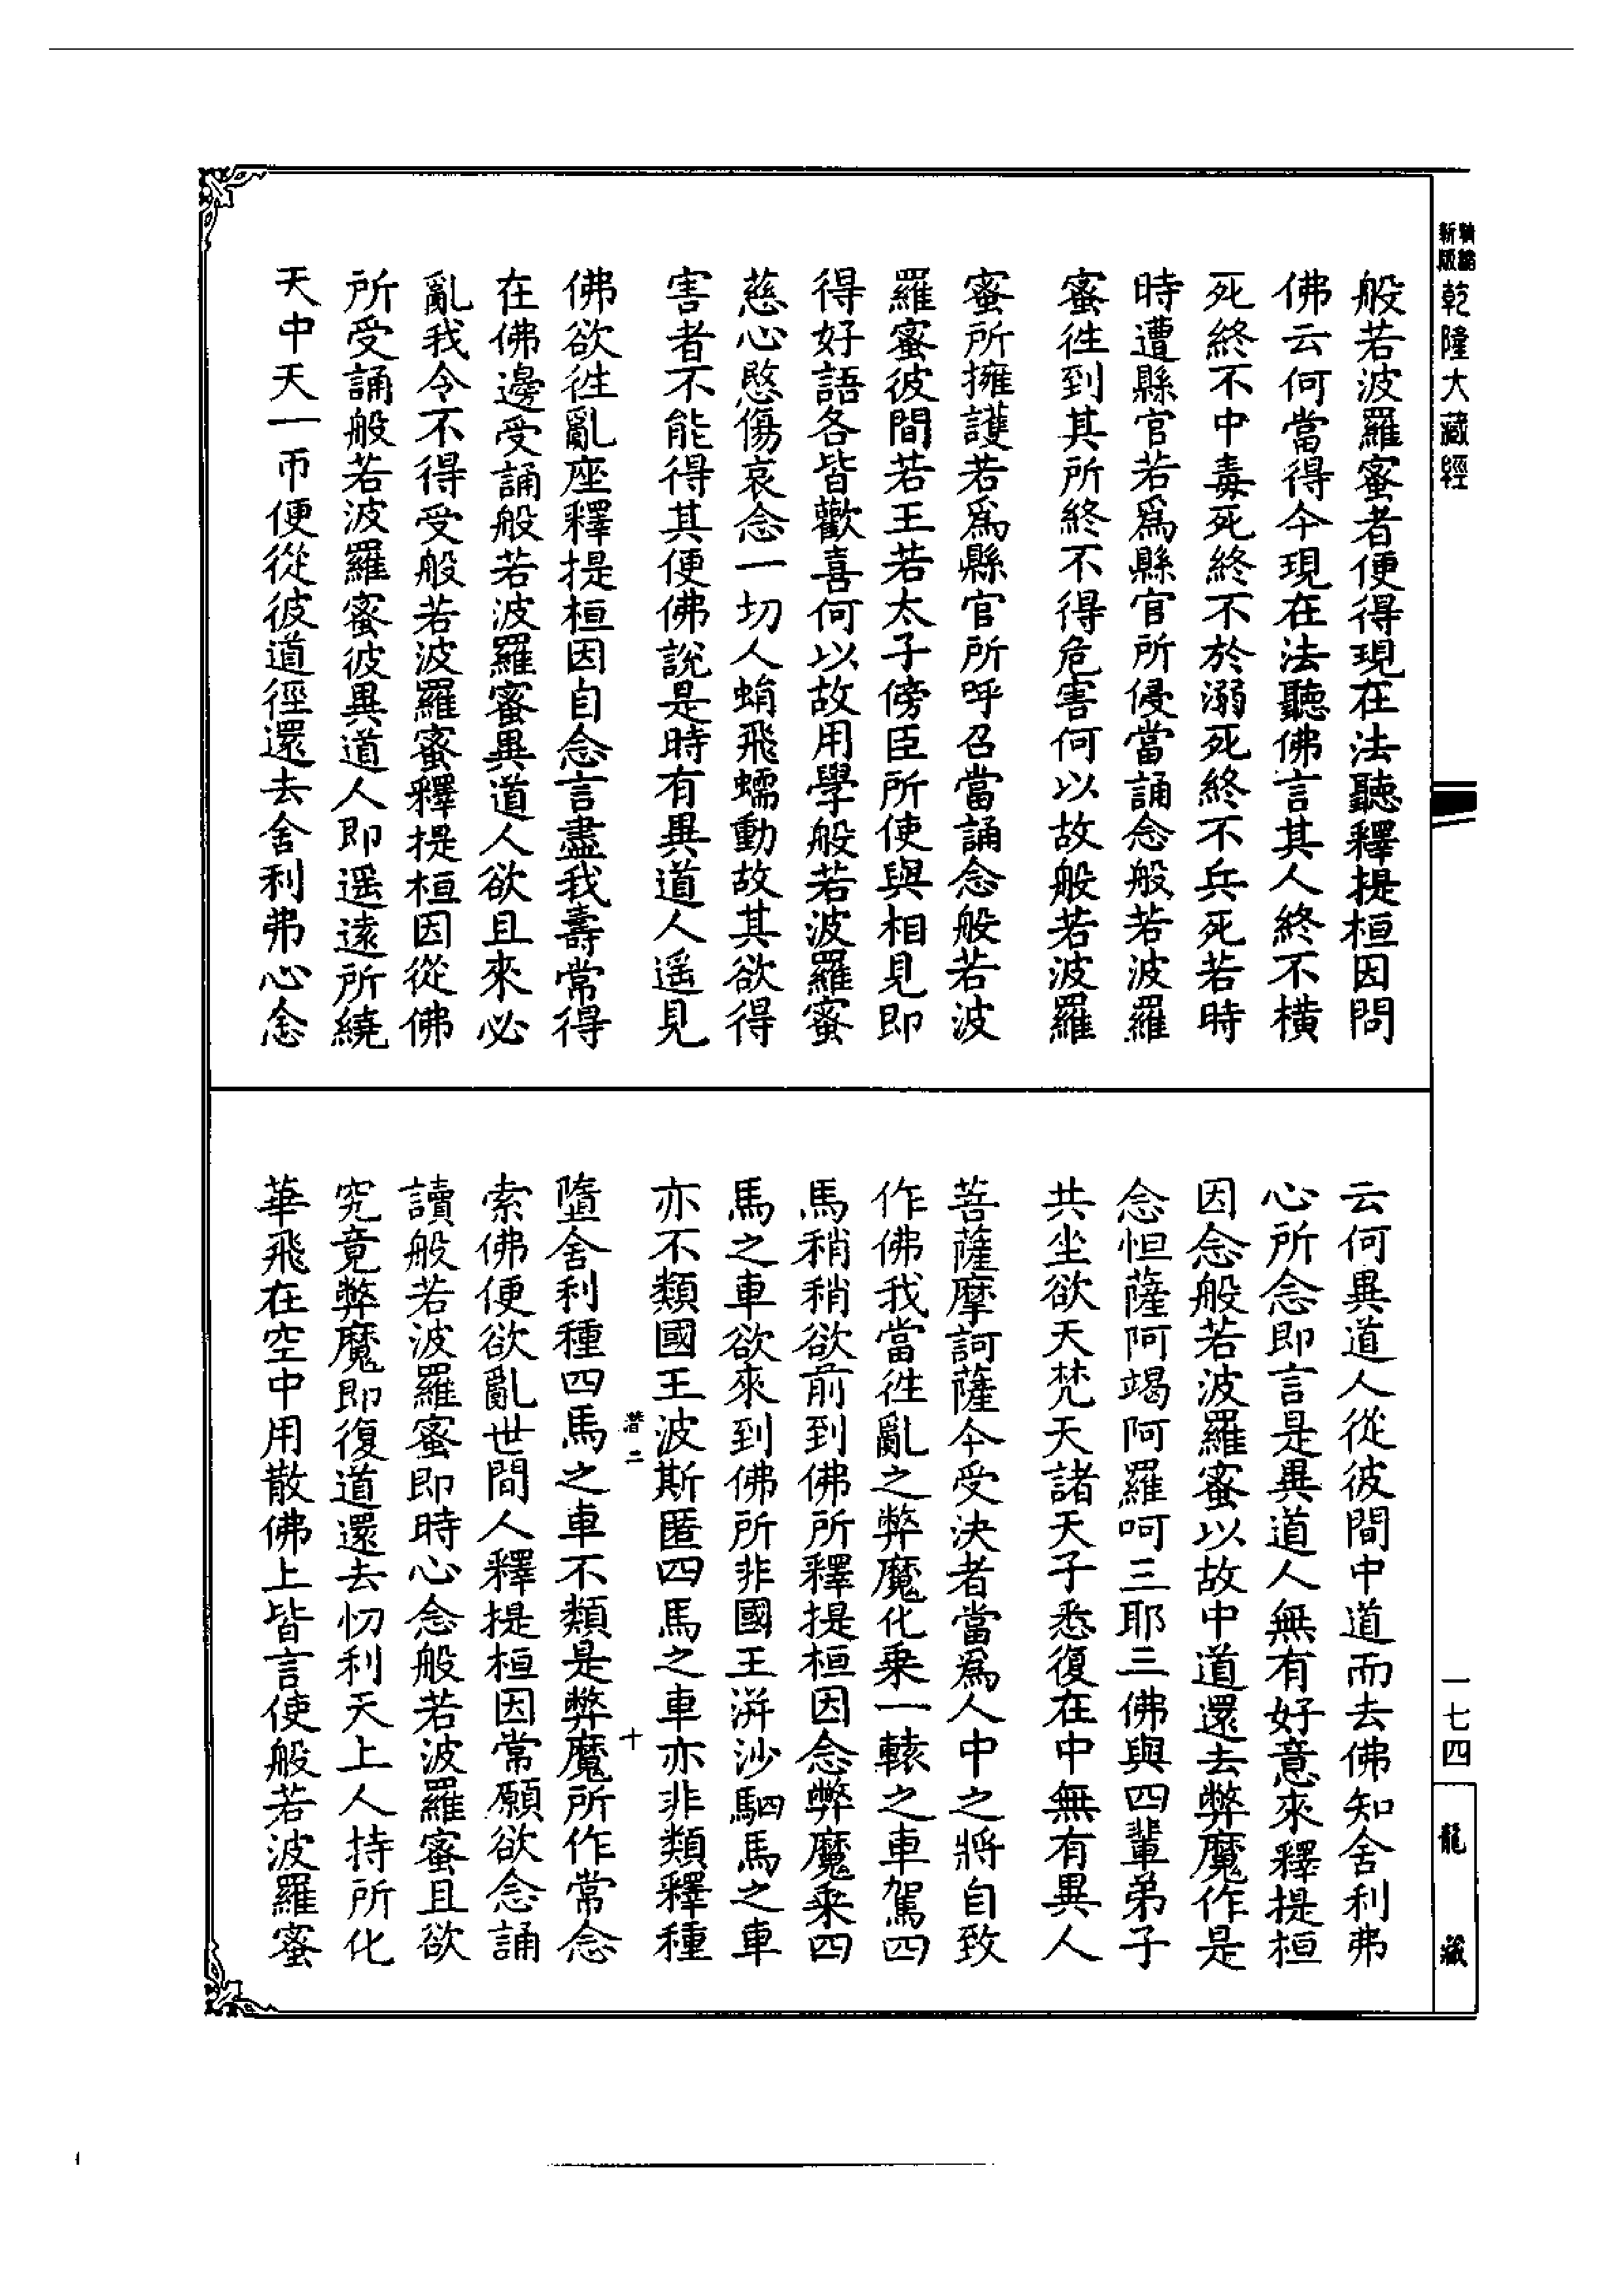 新版
乾隆大藏經
一七四
龍藏
般若波羅蜜者便得現在法聽釋提桓因問
佛云何當得令現在法聽佛言其人終不橫
死終不中毒死終不於溺死終不兵死若時
時遭縣官若爲縣官所侵當誦念般若波羅
蜜徃到其所終不得危害何以故般若波羅
蜜所擁護若爲縣官所呼召當誦念般若波
羅蜜彼間若王若太子傍臣所使與相見即
得好語各皆歡喜何以故用學般若波羅蜜
慈心愍傷哀念一切人蜎飛蠕動故其欲得
害者不能得其便佛說是時有異道人遥見
佛欲徃亂座釋提桓因自念言盡我壽常得
在佛邊受誦般若波羅蜜異道人欲且來必
亂我令不得受般若波羅蜜釋提桓因從佛
所受誦般若波羅蜜彼異道人即遥遠所繞
天中天一帀便從彼道徑還去舍利弗心念
云何異道人從彼間中道而去佛知舍利弗
心所念即言是異道人無有好意來釋提桓
因念般若波羅蜜以故中道還去弊魔作是
念怛薩阿竭阿羅呵三耶三佛與四輩弟子
共坐欲天梵天諸天子悉復在中無有異人
菩薩摩訶薩今受決者當爲人中之將自致
作佛我當徃亂之弊魔化乗一轅之車駕四
馬稍稍欲前到佛所釋提桓因念弊魔乗四
馬之車欲來到佛所非國王洴沙駟馬之車
亦不類國王波斯匿四馬之車亦非類釋種
二 十
墮舍利種四馬之車不類是弊魔所作常念
索佛便欲亂世間人釋提桓因常願欲念誦
讀般若波羅蜜即時心念般若波羅蜜且欲
究竟弊魔即復道還去忉利天上人持所化
華飛在空中用散佛上皆言使般若波羅蜜